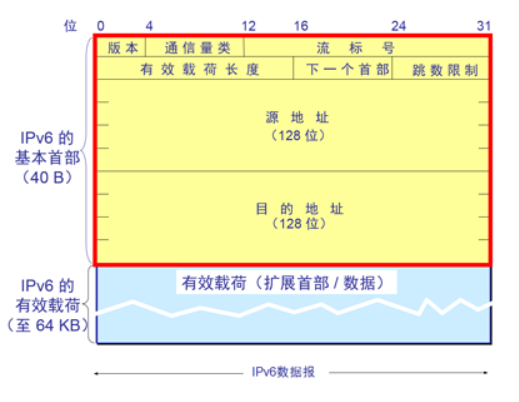 位 0 4 12 16 24 31
版本 通信量类 流标号
有效载荷长度 下一个首部 跳数限制
源地址
（128 位）
IPv6 的
基本首部
（40 B）
目的地址
（128 位）
IPv6 的
有效载荷
（至 64 KB）
有效载荷（扩展首部 / 数据）
IPv6数据报